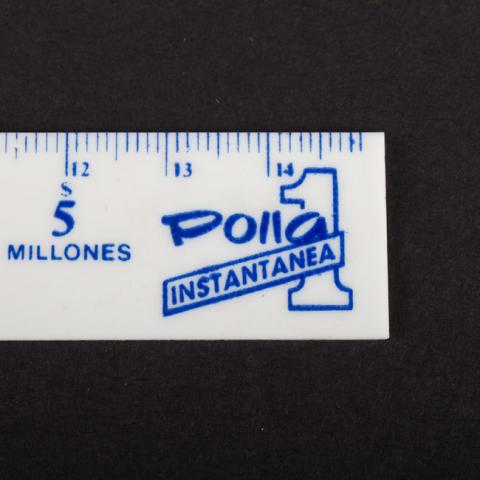 12 13 14
$
5
MILLONES
Polla
INSTANTANEA
1